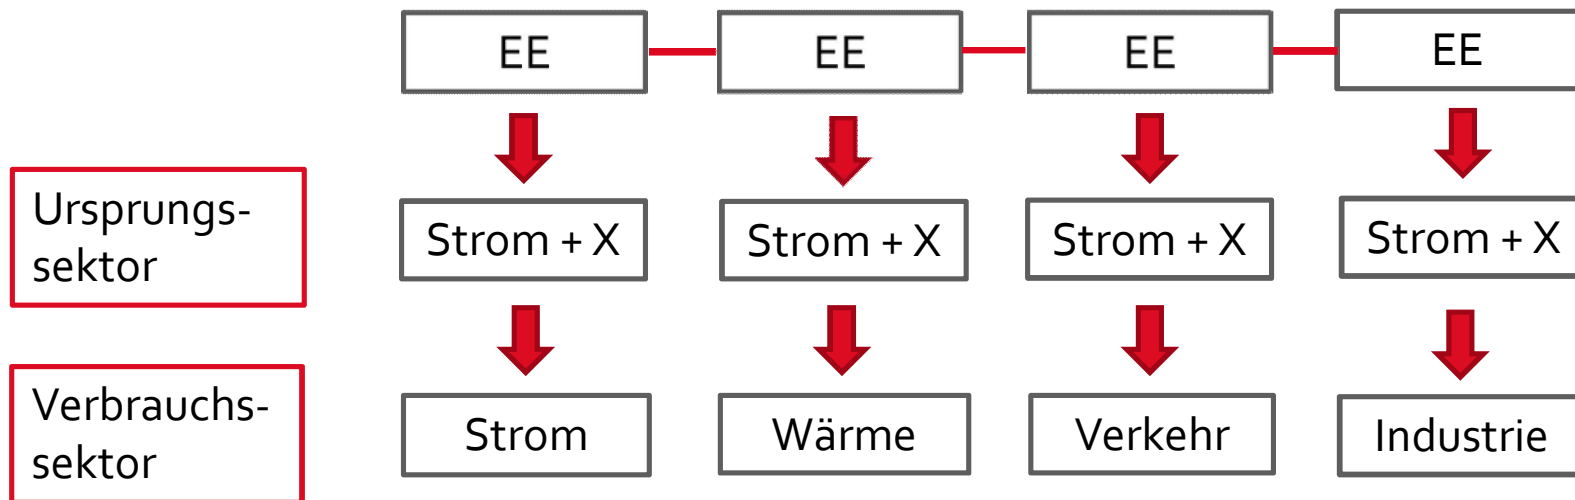 EE EE EE EE
Ursprungs-
sektor
Strom + X Strom + X Strom + X Strom + X
Verbrauchs-
sektor
Strom Wärme Verkehr Industrie